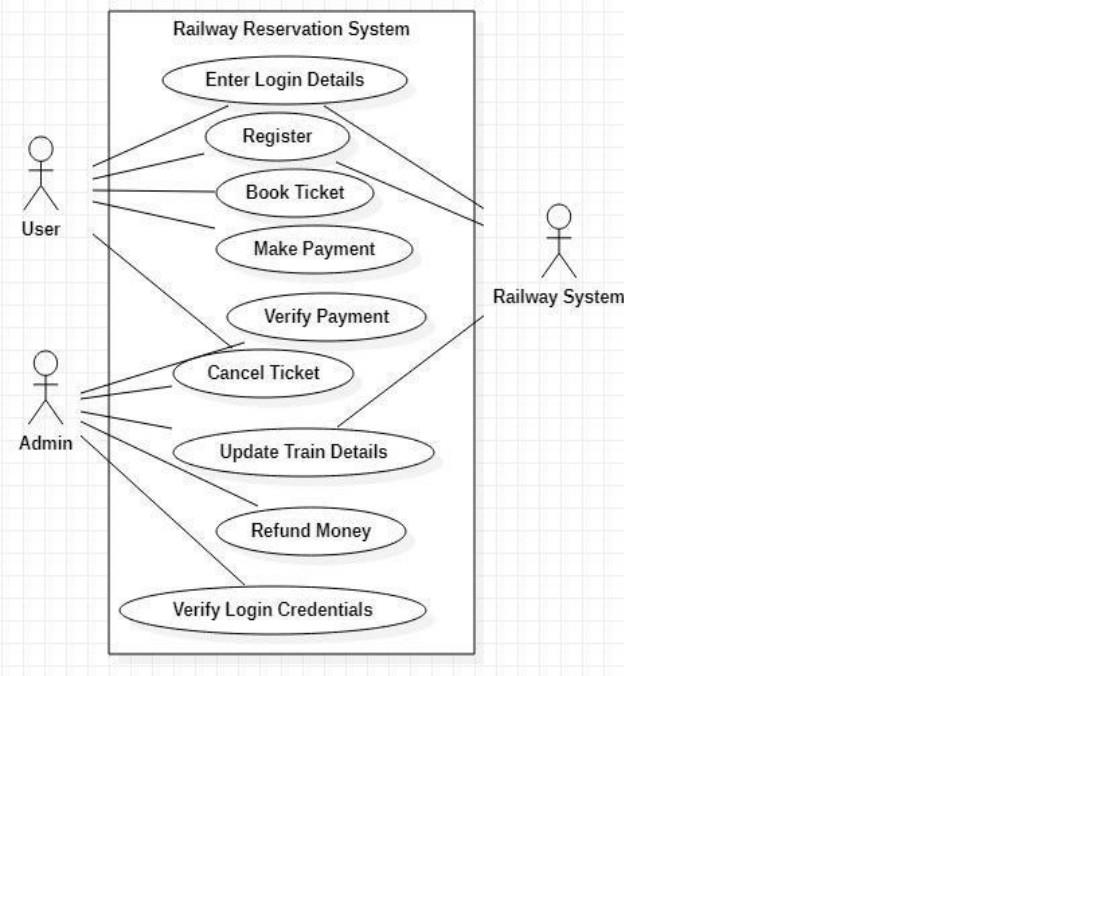 Railway Reservation System
Enter Login Details
Register
Book Ticket
User
Make Payment
Railway System
Verify Payment
Cancel Ticket
Admin
Update Train Details
Refund Money
Verify Login Credentials